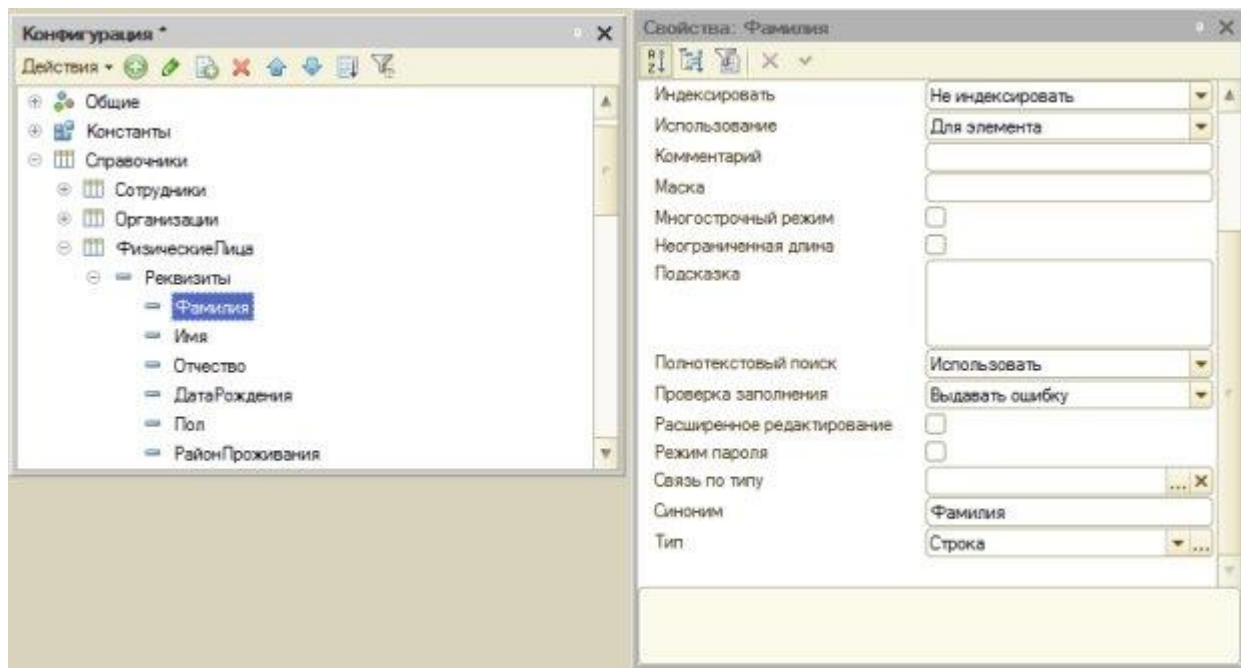 Конфигурация *
Действия
Общие
Константы
Справочники
Сотрудники
Организации
ФизическиеЛица
Реквизиты
Фамилия
Имя
Отчество
ДатаРождения
Пол
РайонПроживания
Свойства: Фамилия
Индексировать Не индексировать
Использование Для элемента
Комментарий
Маска
Многострочный режим
Неограниченная длина
Подсказка
Полнотекстовый поиск Использовать
Проверка заполнения Выдавать ошибку
Расширенное редактирование
Режим пароля
Связь по типу ...
Синоним Фамилия
Тип Строка ...